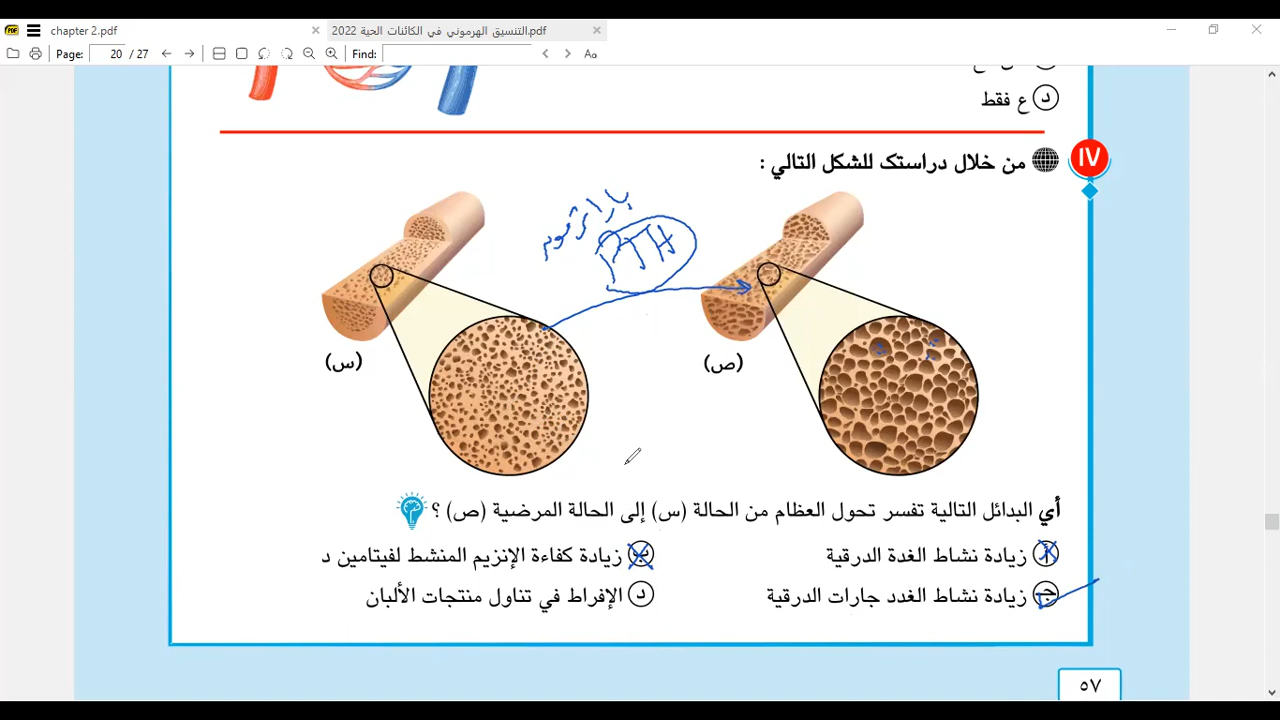 chapter 2.pdf
التنسيق الهرموني في الكائنات الحية 2022.pdf
Page: 20 / 27 Find: Aa
د ع فقط
١٧ من خلال دراستك للشكل التالي :
باراثرمون
PTH
(س)
(ص)
أي البدائل التالية تفسر تحول العظام من الحالة (س) إلى الحالة المرضية (ص) ؟
أ زيادة نشاط الغدة الدرقية
ب زيادة كفاءة الإنزيم المنشط لفيتامين د
ج زيادة نشاط الغدد جارات الدرقية
د الإفراط في تناول منتجات الألبان
٥٧